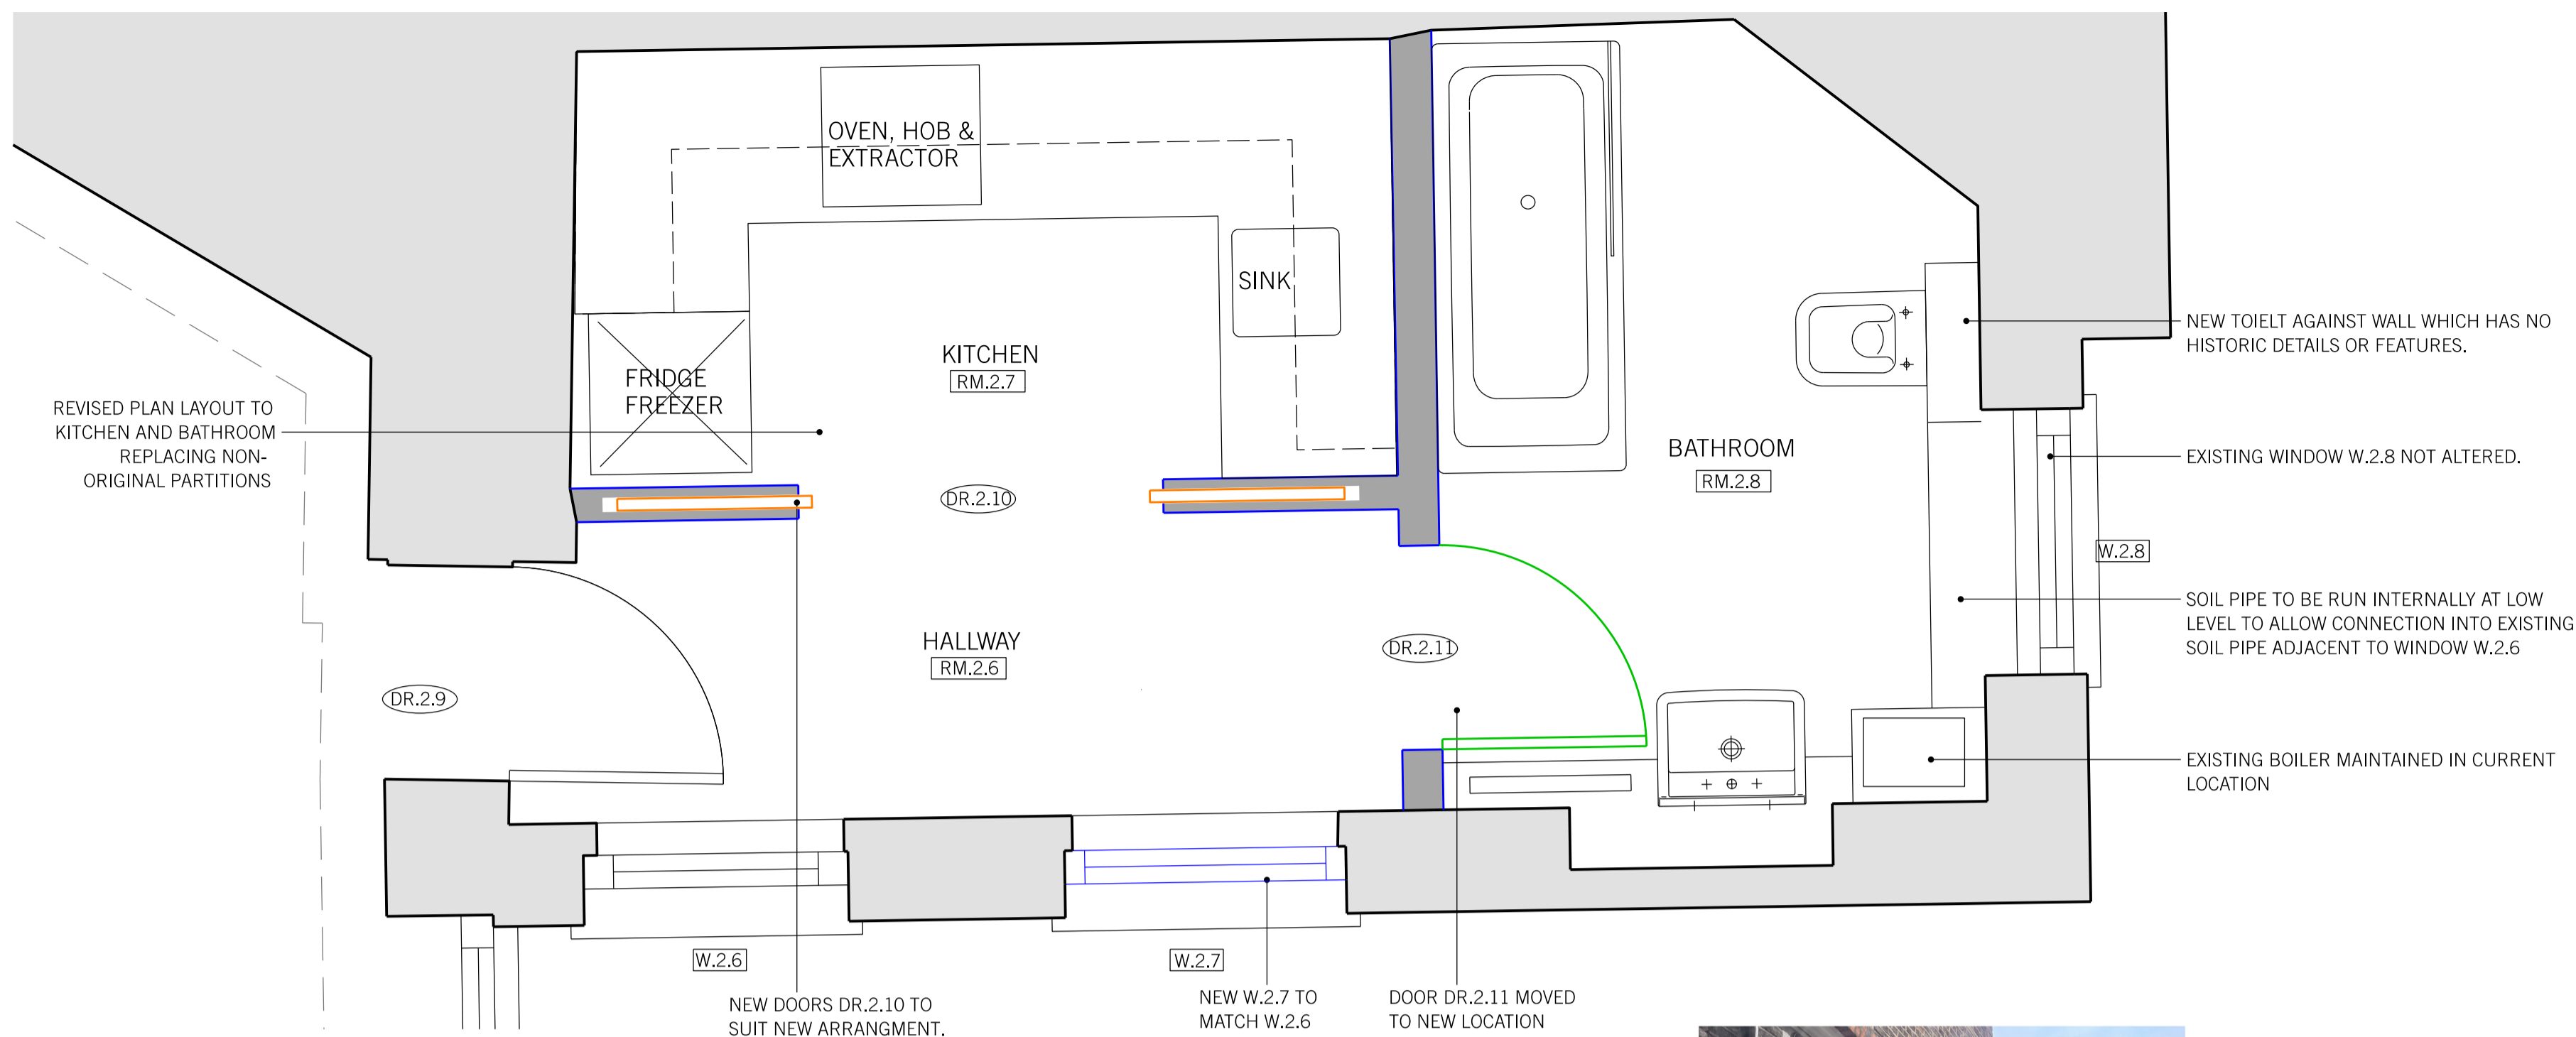 OVEN, HOB &
EXTRACTOR
SINK
KITCHEN
RM.2.7
FRIDGE
FREEZER
REVISED PLAN LAYOUT TO
KITCHEN AND BATHROOM
REPLACING NON-
ORIGINAL PARTITIONS
DR.2.10
BATHROOM
RM.2.8
NEW TOIELT AGAINST WALL WHICH HAS NO
HISTORIC DETAILS OR FEATURES.
EXISTING WINDOW W.2.8 NOT ALTERED.
W.2.8
SOIL PIPE TO BE RUN INTERNALLY AT LOW
LEVEL TO ALLOW CONNECTION INTO EXISTING
SOIL PIPE ADJACENT TO WINDOW W.2.6
HALLWAY
RM.2.6
DR.2.11
DR.2.9
EXISTING BOILER MAINTAINED IN CURRENT
LOCATION
W.2.6
W.2.7
NEW DOORS DR.2.10 TO
SUIT NEW ARRANGMENT.
NEW W.2.7 TO
MATCH W.2.6
DOOR DR.2.11 MOVED
TO NEW LOCATION